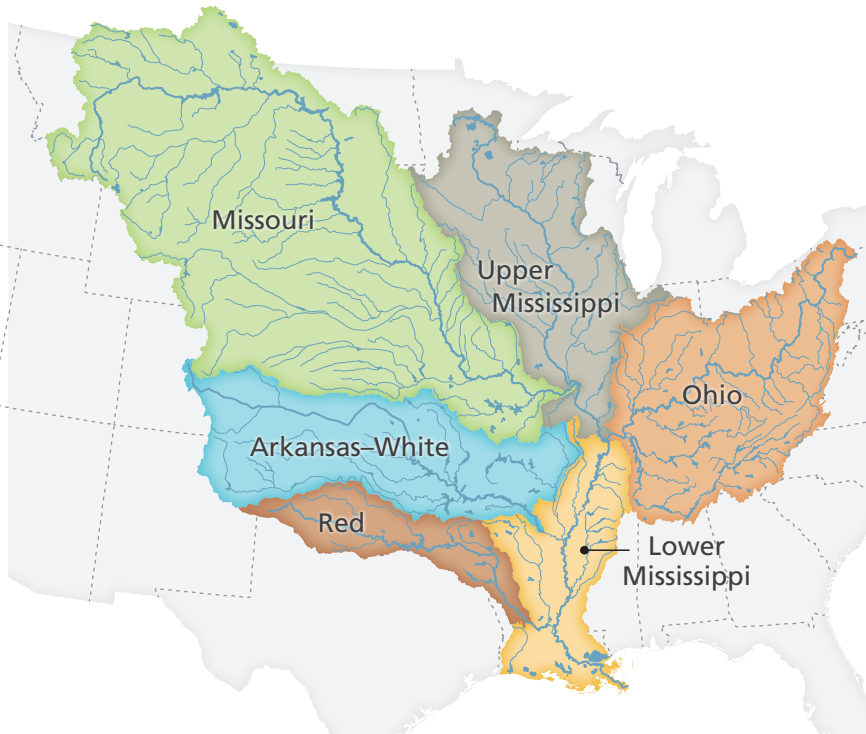 Missouri
Upper
Mississippi
Ohio
Arkansas–White
Red
Lower
Mississippi